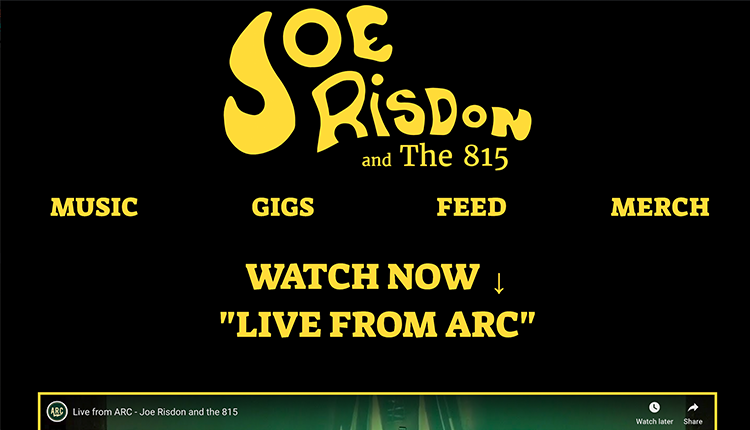 JOE
RISDON
and The 815
MUSIC GIGS FEED MERCH
WATCH NOW ↓
"LIVE FROM ARC"
ARC
Live from ARC - Joe Risdon and the 815
Watch later Share